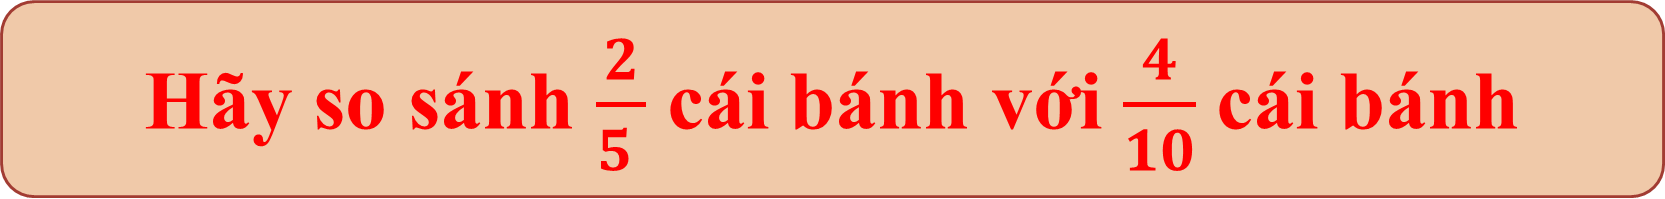 Hãy so sánh 2/5 cái bánh với 4/10 cái bánh